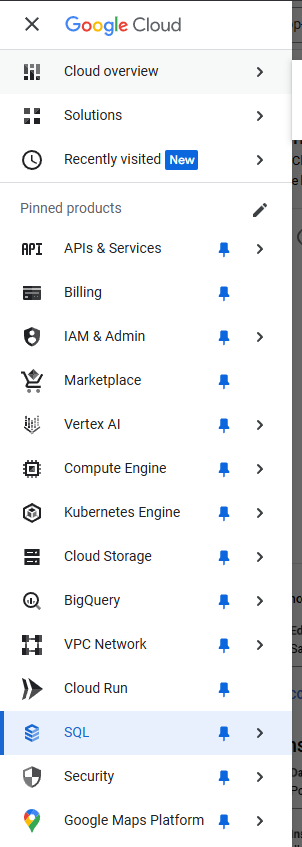 Google Cloud
Cloud overview
Solutions
Recently visited New
Pinned products
API APIs & Services
Billing
IAM & Admin
Marketplace
Vertex AI
Compute Engine
Kubernetes Engine
Cloud Storage
BigQuery
VPC Network
Cloud Run
SQL
Security
Google Maps Platform